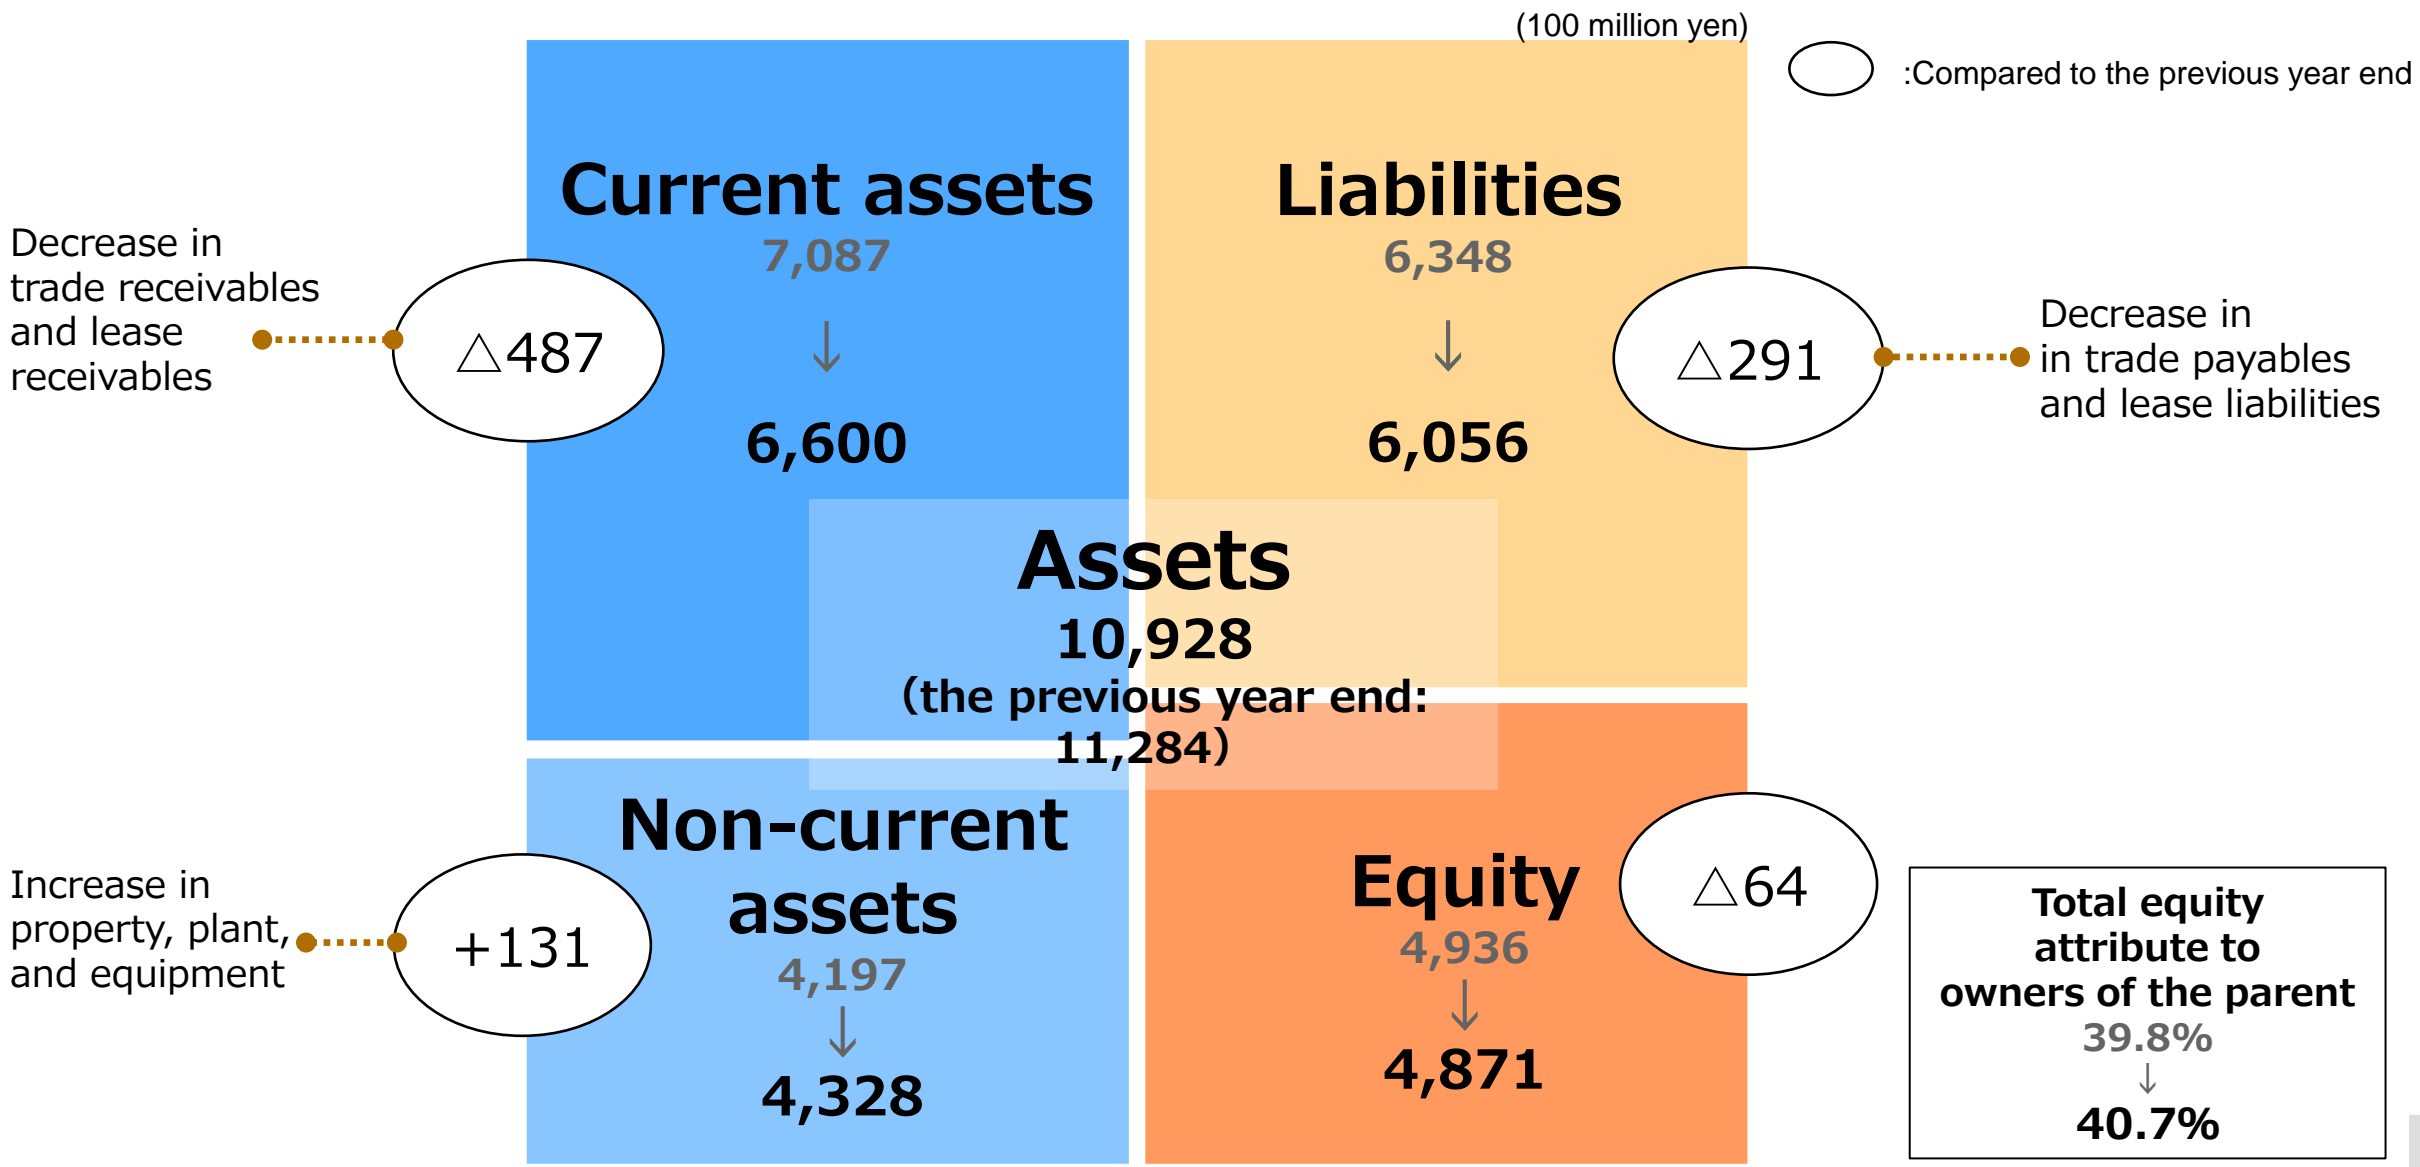 (100 million yen)
:Compared to the previous year end
Current assets
7,087
↓
6,600
Decrease in
trade receivables
and lease
receivables
△487
Liabilities
6,348
↓
6,056
△291
Decrease in
in trade payables
and lease liabilities
Assets
10,928
(the previous year end:
11,284)
Non-current
assets
4,197
↓
4,328
Increase in
property, plant,
and equipment
+131
Equity
4,936
↓
4,871
△64
Total equity
attribute to
owners of the parent
39.8%
↓
40.7%